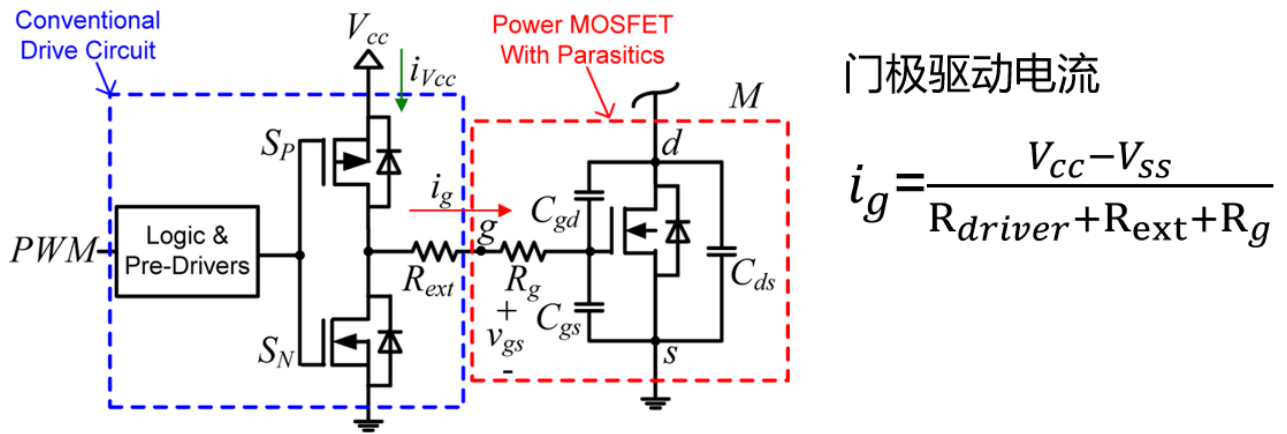 Conventional
Drive Circuit
Power MOSFET
With Parasitics
V_cc
i_Vcc
M
门极驱动电流
S_P
d
i_g
C_gd
g
i_g=(V_cc−V_ss)/(R_driver+R_ext+R_g)
PWM
Logic &
Pre-Drivers
R_ext
R_g
C_ds
+
v_gs
-
C_gs
S_N
s